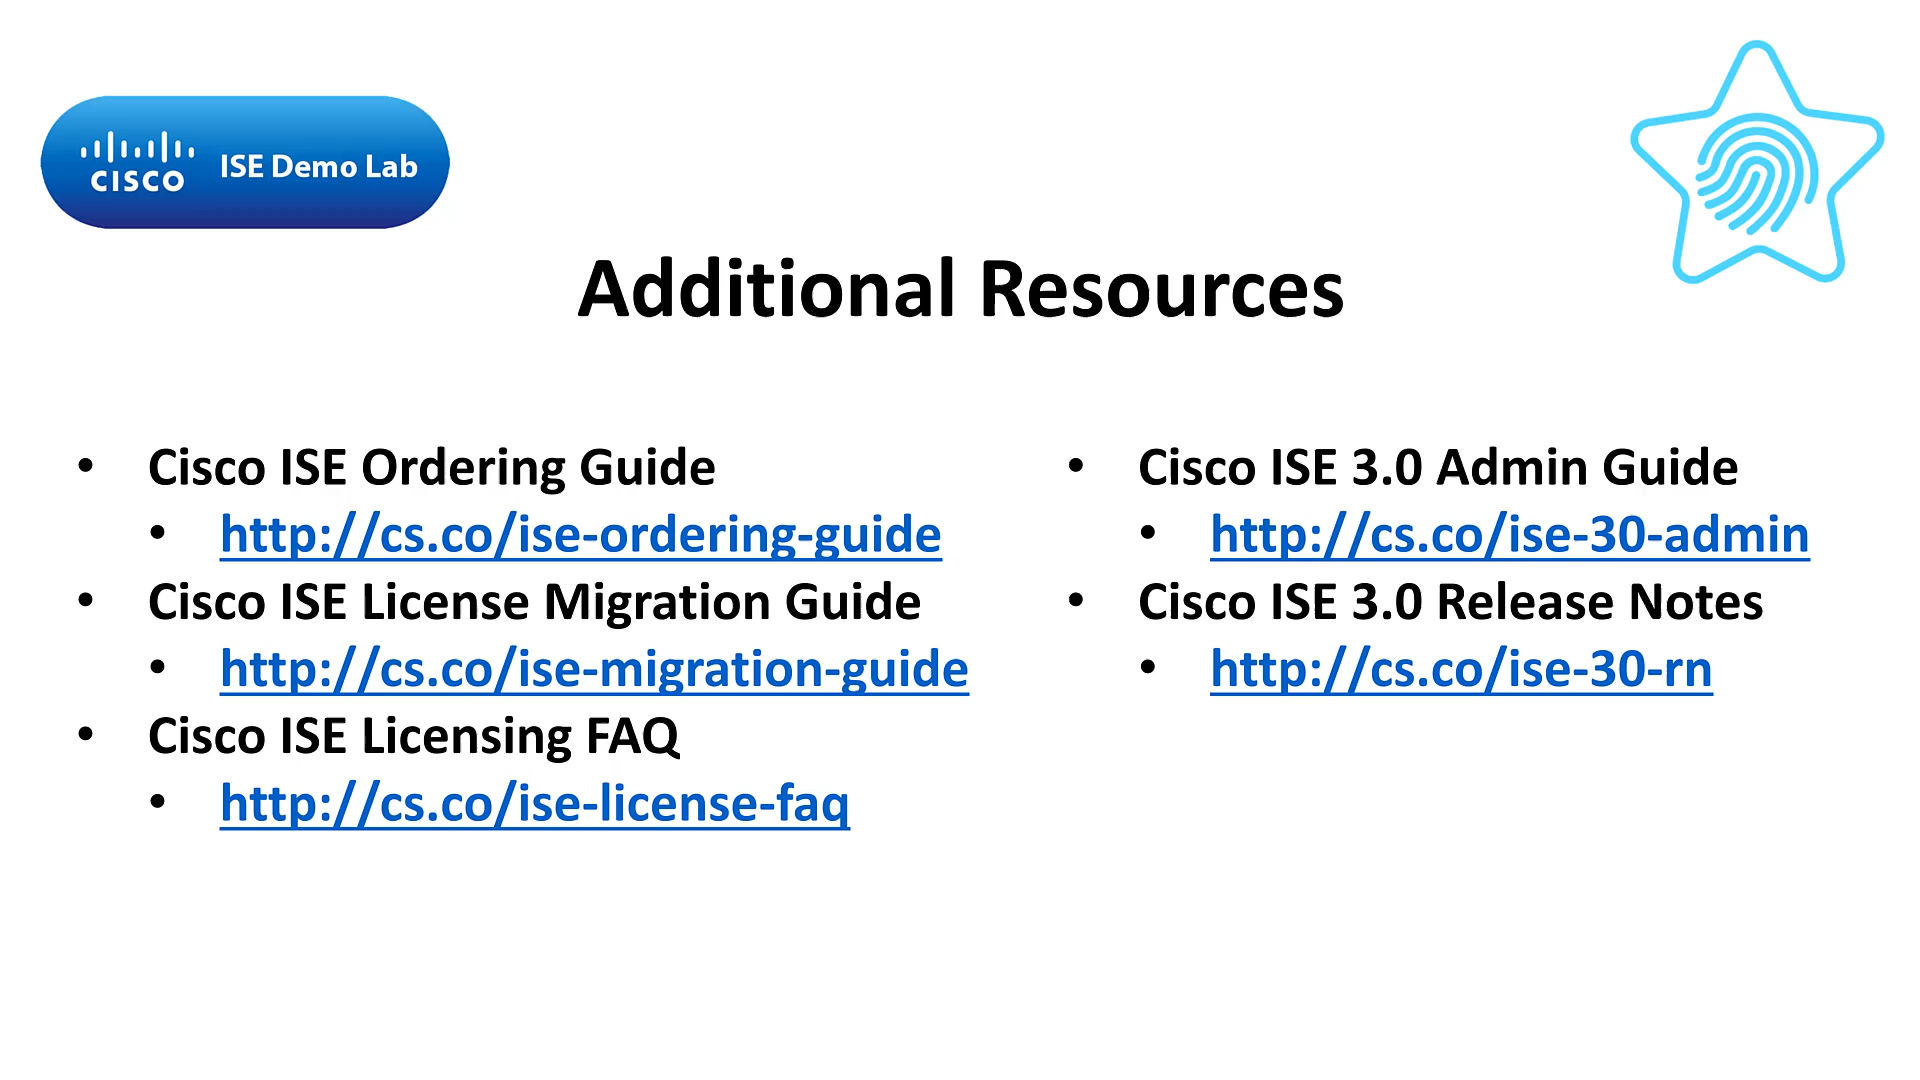 CISCO ISE Demo Lab
Additional Resources
• Cisco ISE Ordering Guide
• http://cs.co/ise-ordering-guide
• Cisco ISE License Migration Guide
• http://cs.co/ise-migration-guide
• Cisco ISE Licensing FAQ
• http://cs.co/ise-license-faq
• Cisco ISE 3.0 Admin Guide
• http://cs.co/ise-30-admin
• Cisco ISE 3.0 Release Notes
• http://cs.co/ise-30-rn